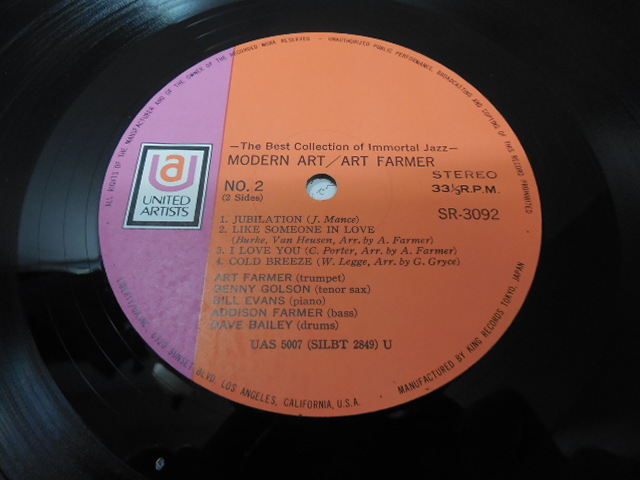 ALL RIGHTS OF THE MANUFACTURER AND OF THE OWNER OF THE RECORDED WORK RESERVED - UNAUTHORIZED PUBLIC PERFORMANCE, BROADCASTING AND COPYING OF THIS RECORD PROHIBITED
—The Best Collection of Immortal Jazz—
MODERN ART/ART FARMER
STEREO
33⅓R.P.M.
NO. 2
(2 Sides)
SR-3092
UA
UNITED
ARTISTS
1. JUBILATION (J. Mance)
2. LIKE SOMEONE IN LOVE
(Burke, Van Heusen, Arr. by A. Farmer)
3. I LOVE YOU (C. Porter, Arr. by A. Farmer)
4. COLD BREEZE (W. Legge, Arr. by G. Gryce)
ART FARMER (trumpet)
BENNY GOLSON (tenor sax)
BILL EVANS (piano)
ADDISON FARMER (bass)
DAVE BAILEY (drums)
UAS 5007 (SILBT 2849) U
SUNSET BLVD. LOS ANGELES, CALIFORNIA, U.S.A.
MANUFACTURED BY KING RECORDS TOKYO, JAPAN